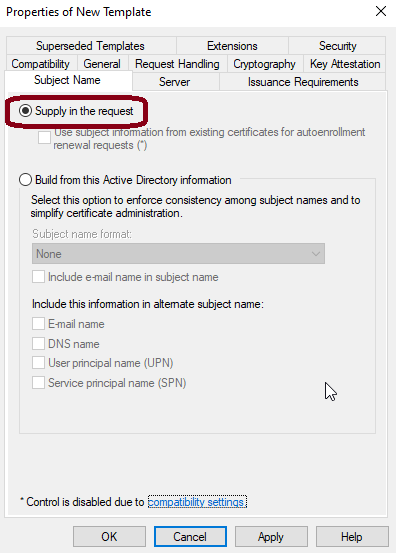 Properties of New Template
Superseded Templates Extensions Security
Compatibility General Request Handling Cryptography Key Attestation
Subject Name Server Issuance Requirements
Supply in the request
Use subject information from existing certificates for autoenrollment
renewal requests (*)
Build from this Active Directory information
Select this option to enforce consistency among subject names and to
simplify certificate administration.
Subject name format:
None
Include e-mail name in subject name
Include this information in alternate subject name:
E-mail name
DNS name
User principal name (UPN)
Service principal name (SPN)
* Control is disabled due to compatibility settings.
OK Cancel Apply Help